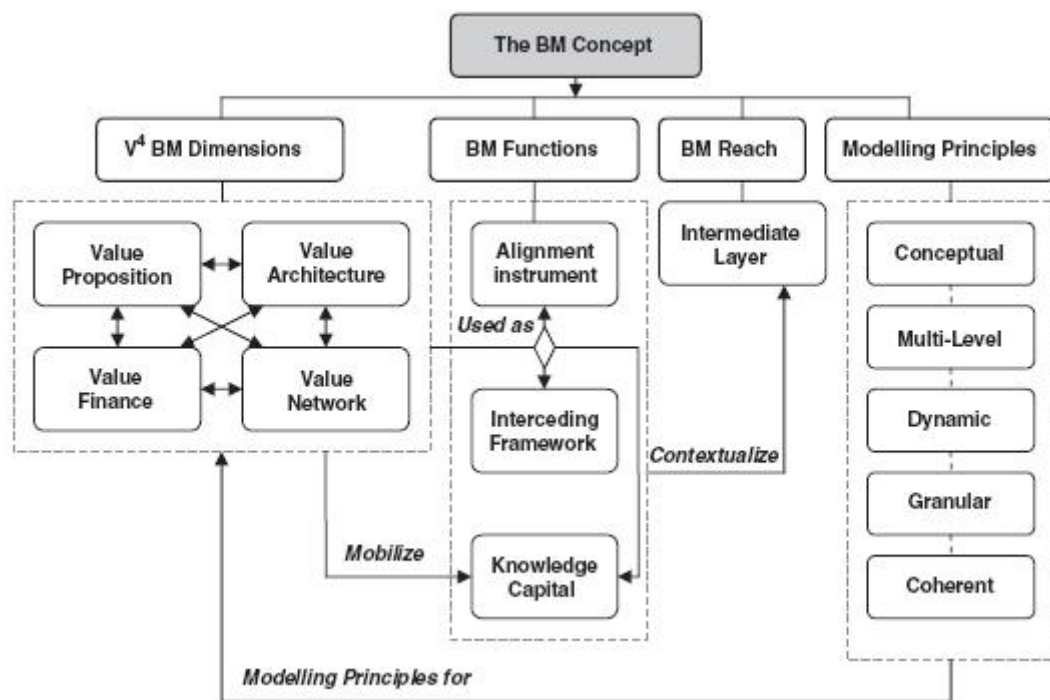 The BM Concept
V⁴ BM Dimensions
BM Functions
BM Reach
Modelling Principles
Value
Proposition
Value
Architecture
Value
Finance
Value
Network
Alignment
instrument
Used as
Interceding
Framework
Knowledge
Capital
Mobilize
Intermediate
Layer
Contextualize
Conceptual
Multi-Level
Dynamic
Granular
Coherent
Modelling Principles for